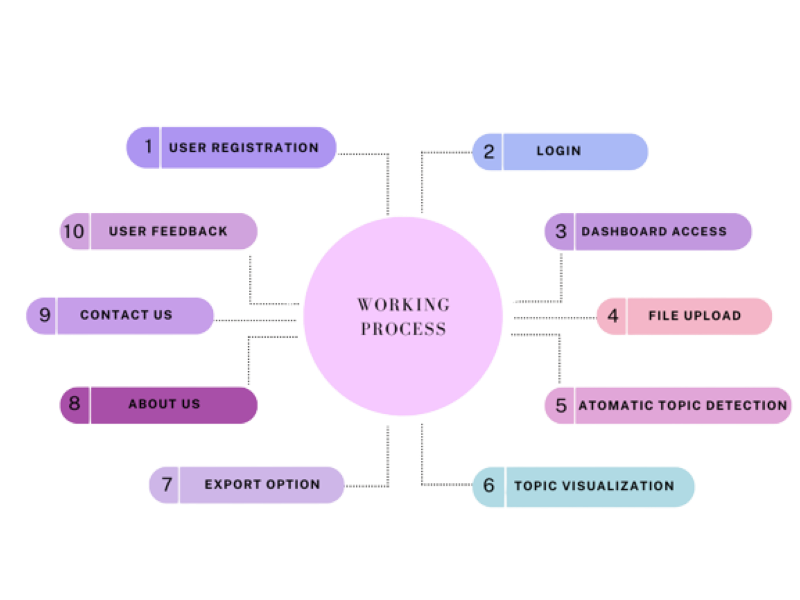 1 USER REGISTRATION
2 LOGIN
10 USER FEEDBACK
3 DASHBOARD ACCESS
WORKING
PROCESS
9 CONTACT US
4 FILE UPLOAD
8 ABOUT US
5 ATOMATIC TOPIC DETECTION
7 EXPORT OPTION
6 TOPIC VISUALIZATION